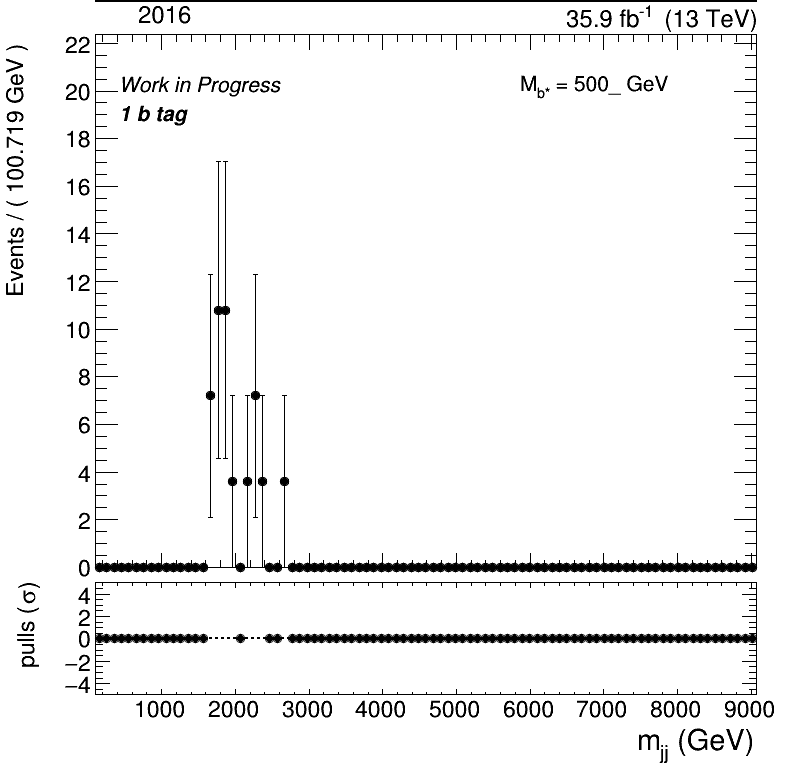 2016
35.9 fb⁻¹ (13 TeV)
Events / ( 100.719 GeV )
22
20
18
16
14
12
10
8
6
4
2
0
Work in Progress
M_b* = 500_ GeV
1 b tag
pulls (σ)
4
2
0
−2
−4
1000 2000 3000 4000 5000 6000 7000 8000 9000
m_jj (GeV)